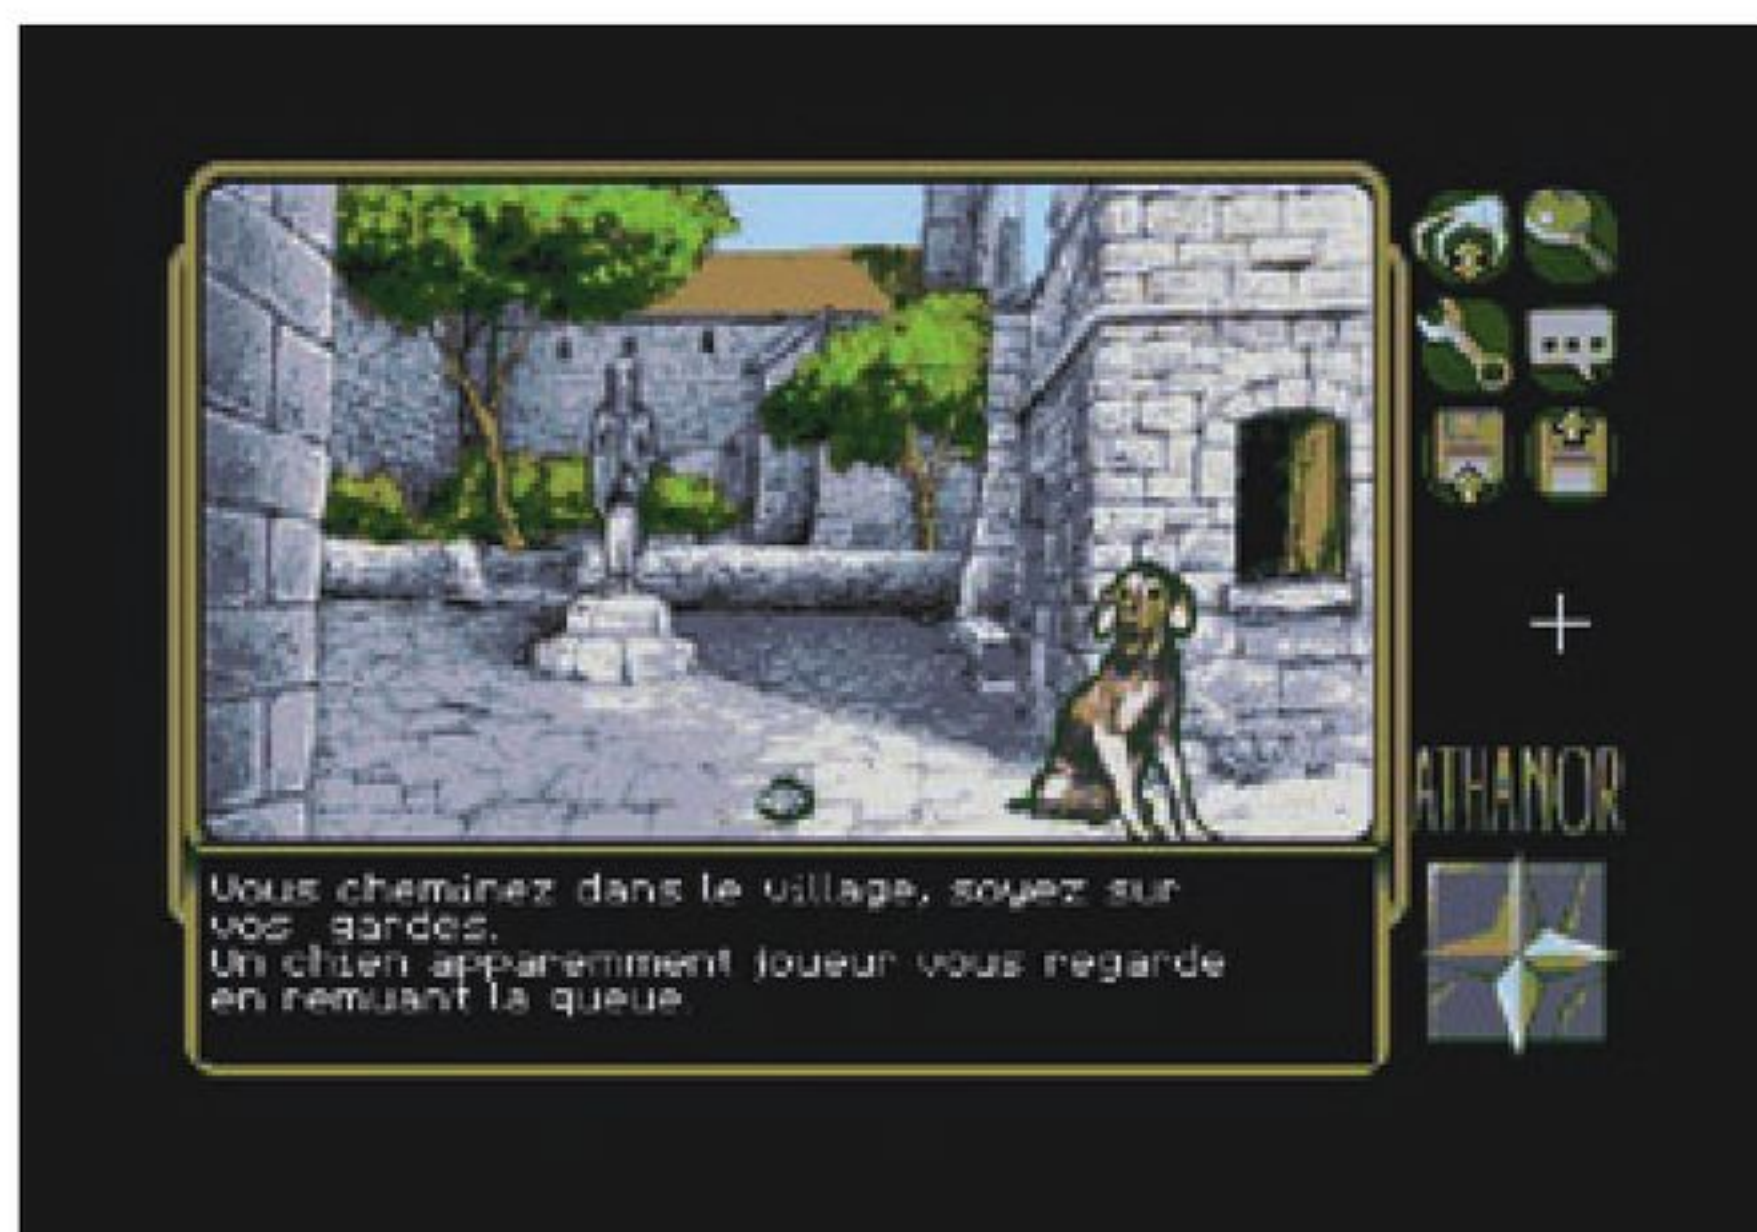 Vous cheminez dans le village, soyez sur
vos gardes.
Un chien apparemment joueur vous regarde
en remuant la queue.
ATHANOR